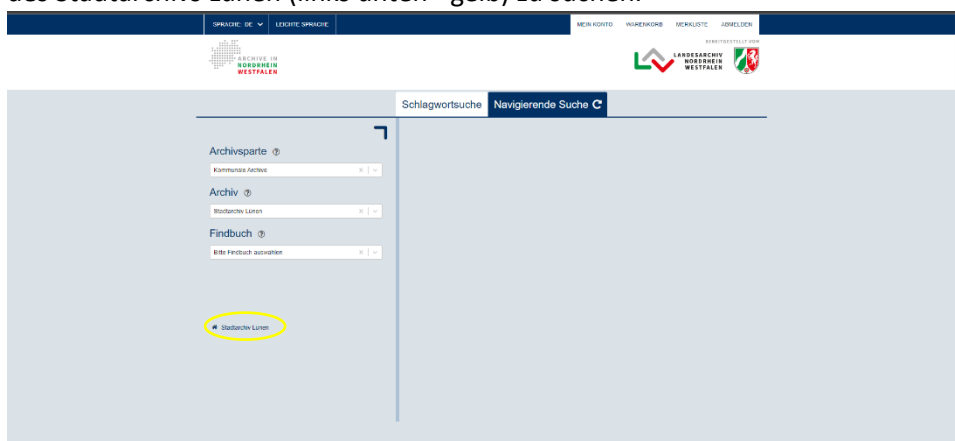 des Stadtarchivs Lünen (links unten - gelb) zu suchen.
SPRACHE: DE LEICHTE SPRACHE MEIN KONTO WARENKORB MERKLISTE ABMELDEN
BEREITGESTELLT VON
ARCHIVE IN
NORDRHEIN
WESTFALEN
LANDESARCHIV
NORDRHEIN
WESTFALEN
Schlagwortsuche Navigierende Suche
Archivsparte ?
Kommunale Archive
Archiv ?
Stadtarchiv Lünen
Findbuch ?
Bitte Findbuch auswählen
Stadtarchiv Lünen